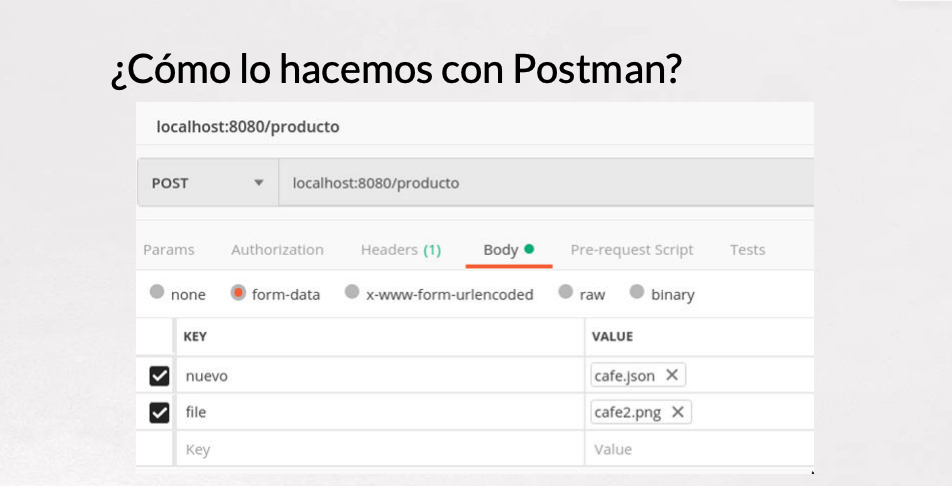 ¿Cómo lo hacemos con Postman?
localhost:8080/producto
POST localhost:8080/producto
Params Authorization Headers (1) Body Pre-request Script Tests
none form-data x-www-form-urlencoded raw binary
KEY VALUE
nuevo cafe.json ✕
file cafe2.png ✕
Key Value